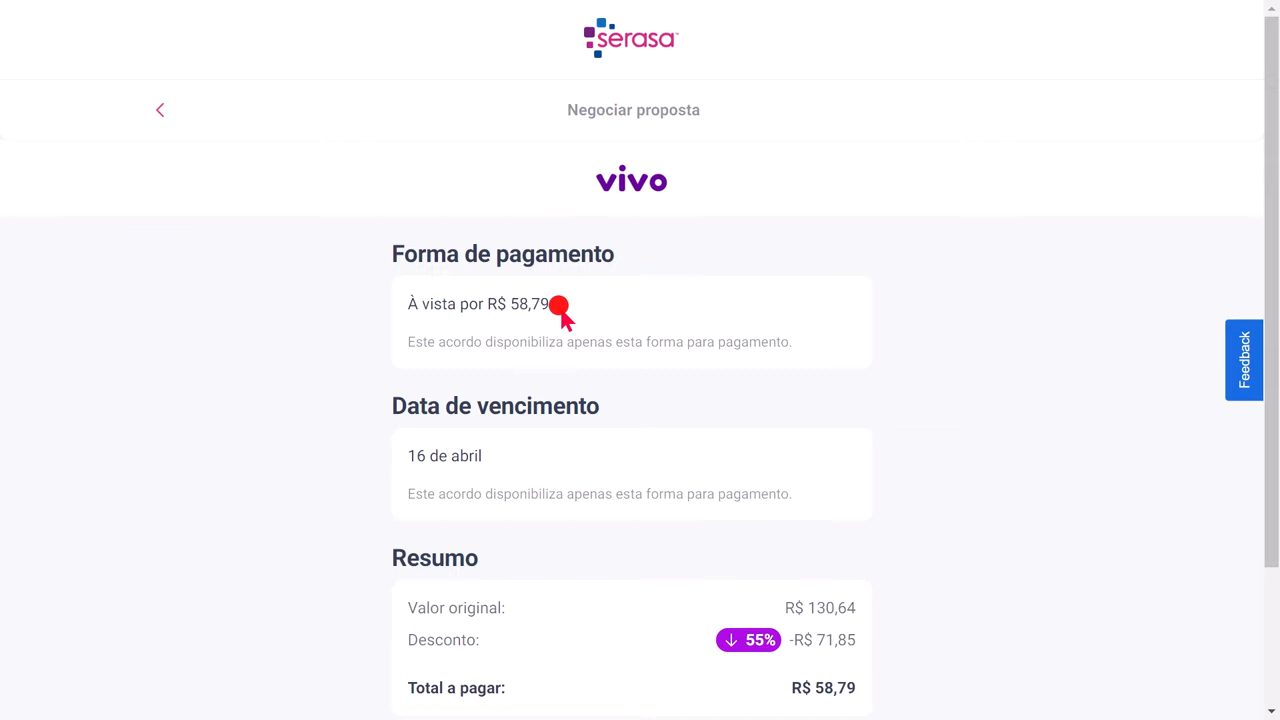 serasa
Negociar proposta
vivo
Forma de pagamento
À vista por R$ 58,79
Este acordo disponibiliza apenas esta forma para pagamento.
Feedback
Data de vencimento
16 de abril
Este acordo disponibiliza apenas esta forma para pagamento.
Resumo
Valor original: R$ 130,64
Desconto: ↓ 55% -R$ 71,85
Total a pagar: R$ 58,79